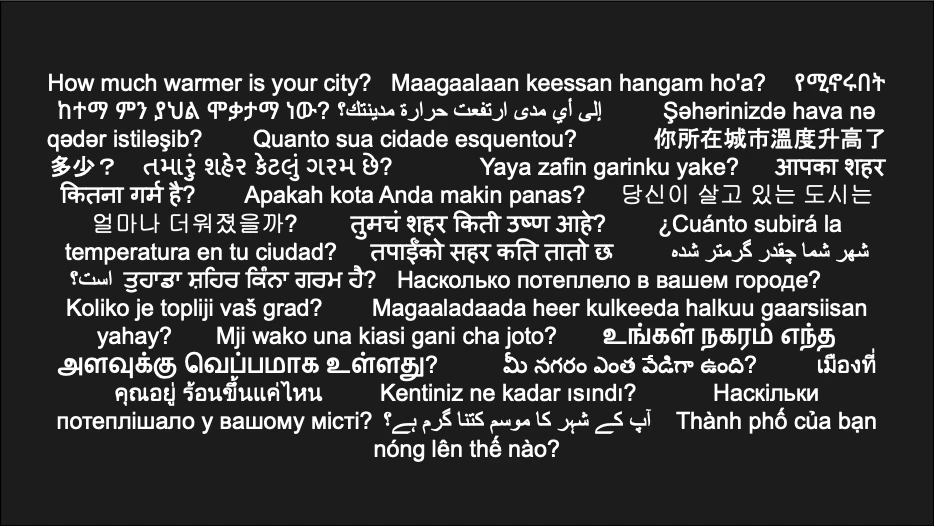 How much warmer is your city? Maagaalaan keessan hangam ho'a? የሚኖሩበት
ከተማ ምን ያህል ሞቃታማ ነው? إلى أي مدى ارتفعت حرارة مدينتك؟ Şəhərinizdə hava nə
qədər istiləşib? Quanto sua cidade esquentou? 你所在城市溫度升高了
多少？ તમારું શહેર કેટલું ગરમ છે? Yaya zafin garinku yake? आपका शहर
कितना गर्म है? Apakah kota Anda makin panas? 당신이 살고 있는 도시는
얼마나 더워졌을까? तुमचं शहर किती उष्ण आहे? ¿Cuánto subirá la
temperatura en tu ciudad? तपाईंको सहर कति तातो छ شهر شما چقدر گرمتر شده
است؟ ਤੁਹਾਡਾ ਸ਼ਹਿਰ ਕਿੰਨਾ ਗਰਮ ਹੈ? Насколько потеплело в вашем городе?
Koliko je topliji vaš grad? Magaaladaada heer kulkeeda halkuu gaarsiisan
yahay? Mji wako una kiasi gani cha joto? உங்கள் நகரம் எந்த
அளவுக்கு வெப்பமாக உள்ளது? మీ నగరం ఎంత వేడిగా ఉంది? เมืองที่
คุณอยู่ ร้อนขึ้นแค่ไหน Kentiniz ne kadar ısındı? Наскільки
потеплішало у вашому місті? آپ کے شہر کا موسم کتنا گرم ہے؟ Thành phố của bạn
nóng lên thế nào?